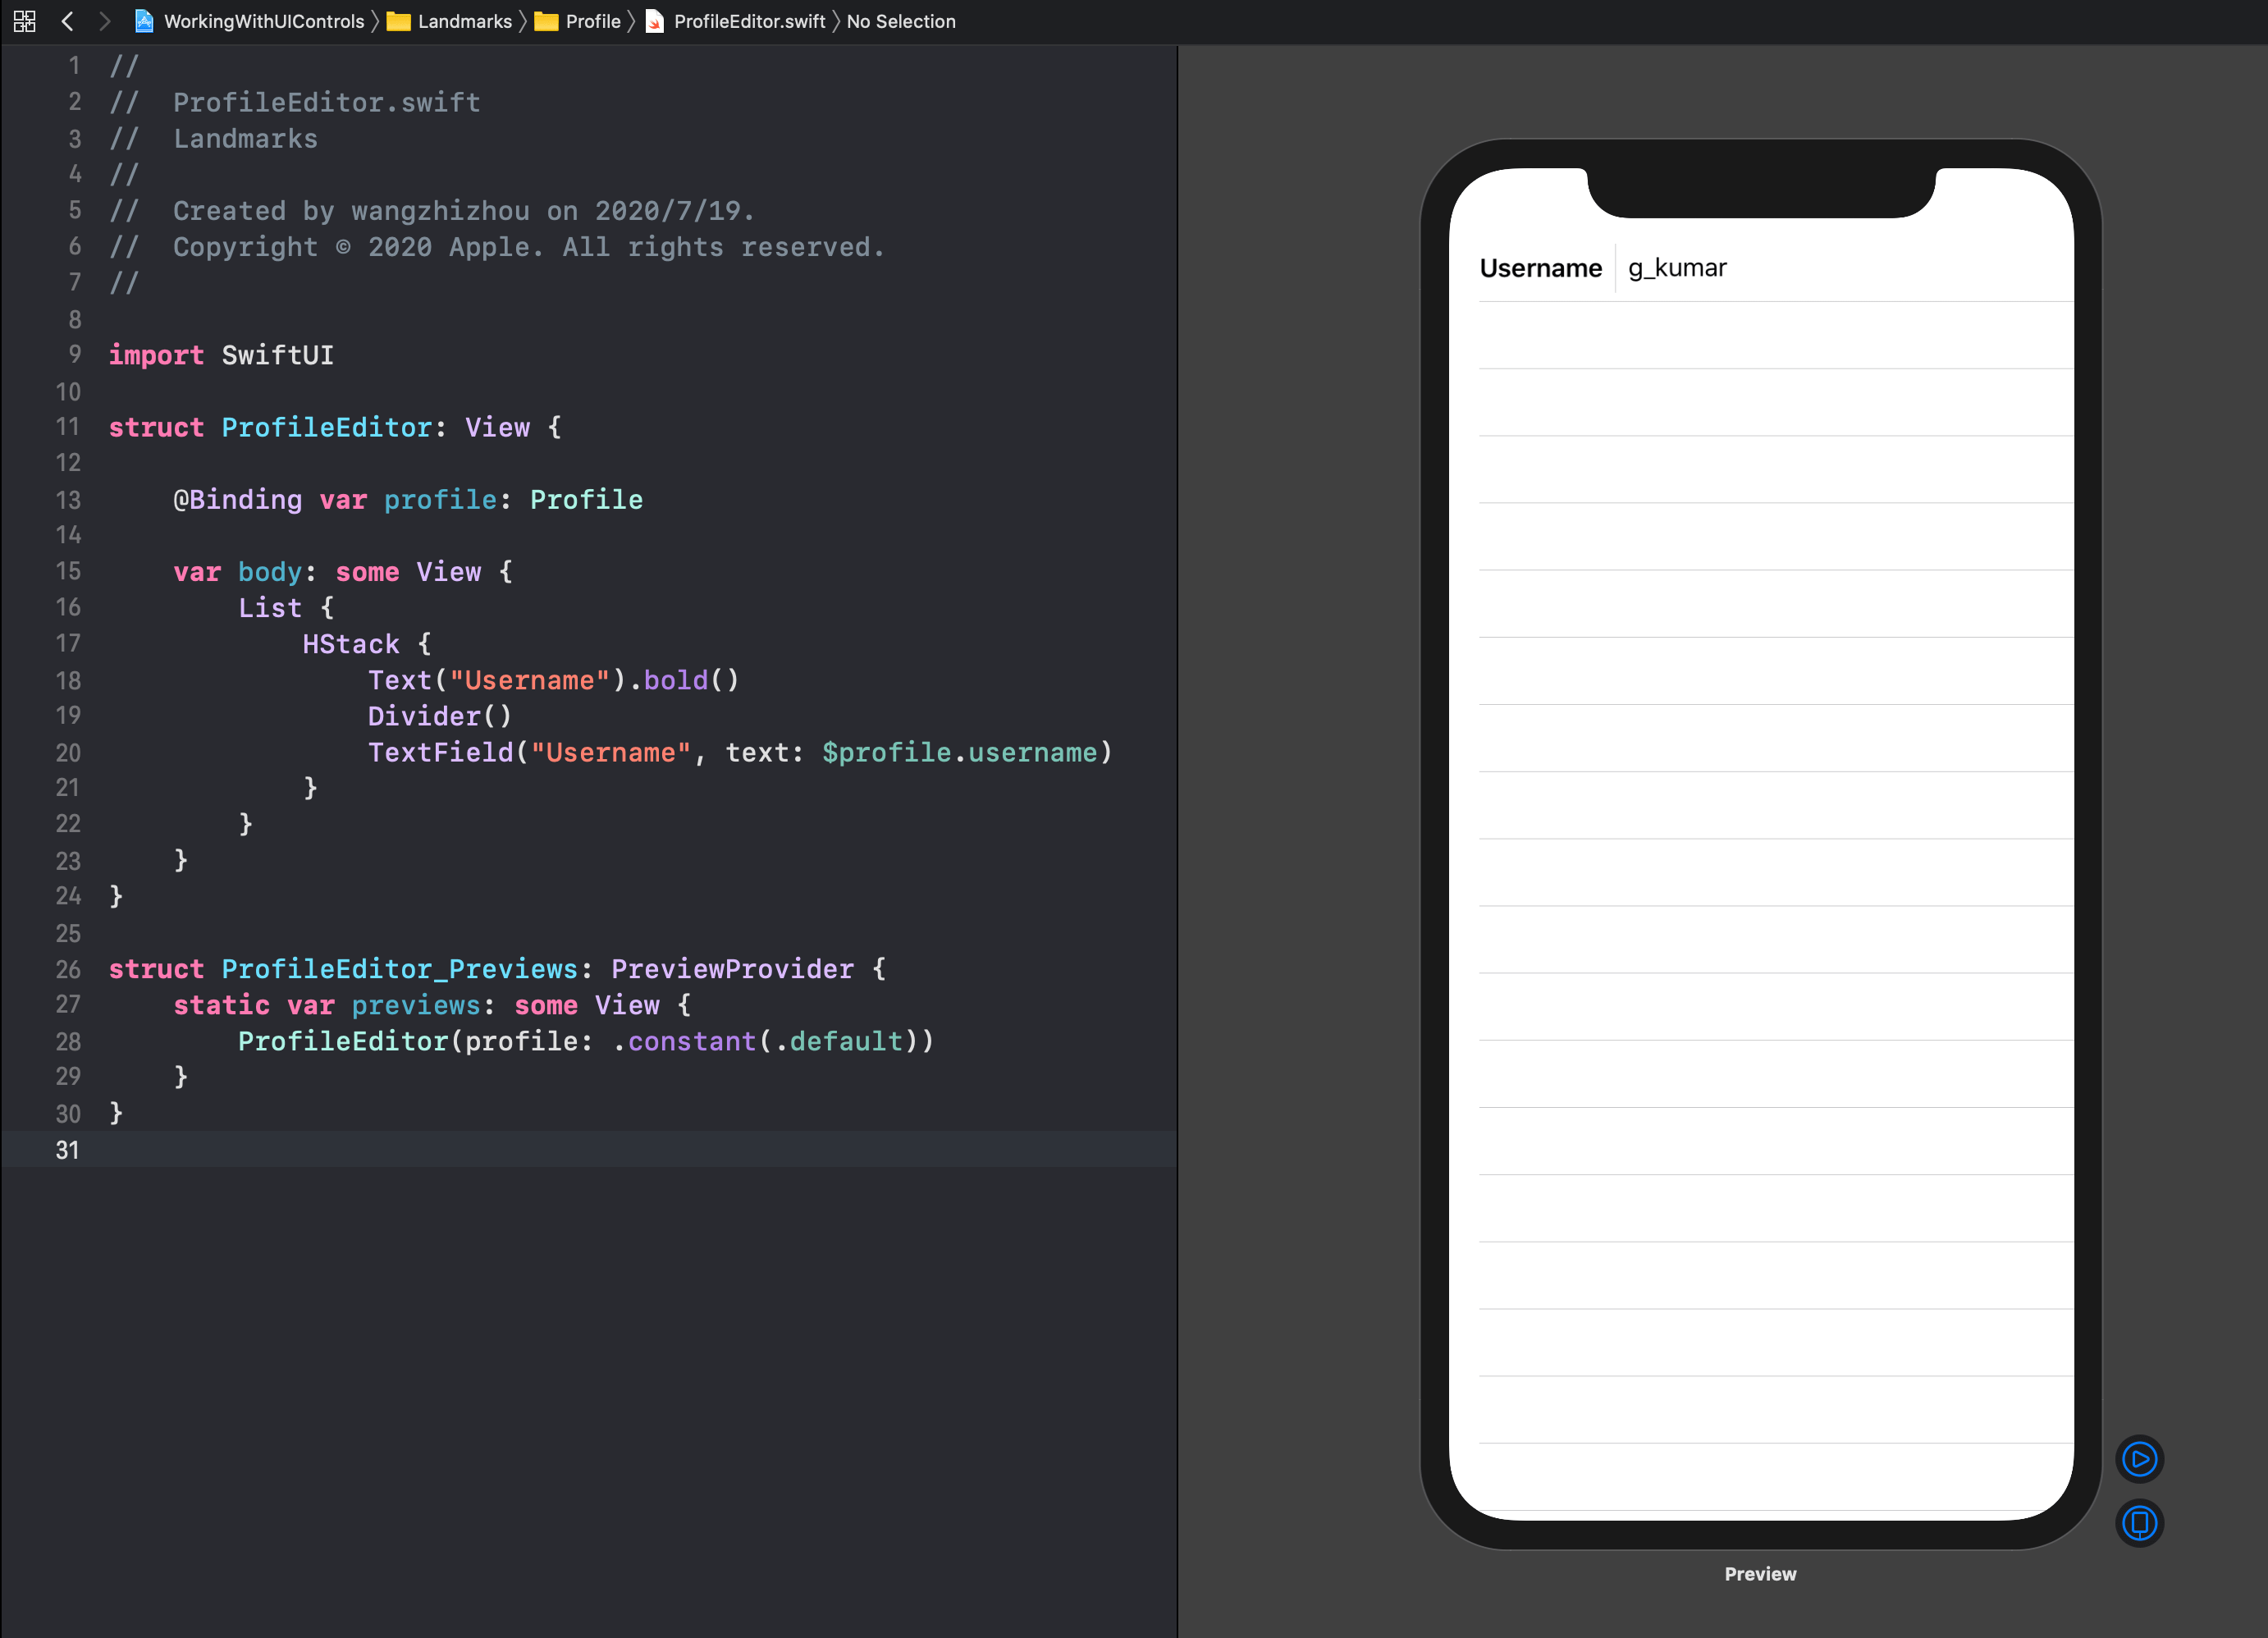 WorkingWithUIControls 〉 Landmarks 〉 Profile 〉 ProfileEditor.swift 〉 No Selection
1 //
2 //  ProfileEditor.swift
3 //  Landmarks
4 //
5 //  Created by wangzhizhou on 2020/7/19.
6 //  Copyright © 2020 Apple. All rights reserved.
7 //
8
9 import SwiftUI
10
11 struct ProfileEditor: View {
12
13     @Binding var profile: Profile
14
15     var body: some View {
16         List {
17             HStack {
18                 Text("Username").bold()
19                 Divider()
20                 TextField("Username", text: $profile.username)
21             }
22         }
23     }
24 }
25
26 struct ProfileEditor_Previews: PreviewProvider {
27     static var previews: some View {
28         ProfileEditor(profile: .constant(.default))
29     }
30 }
31
Username g_kumar
Preview